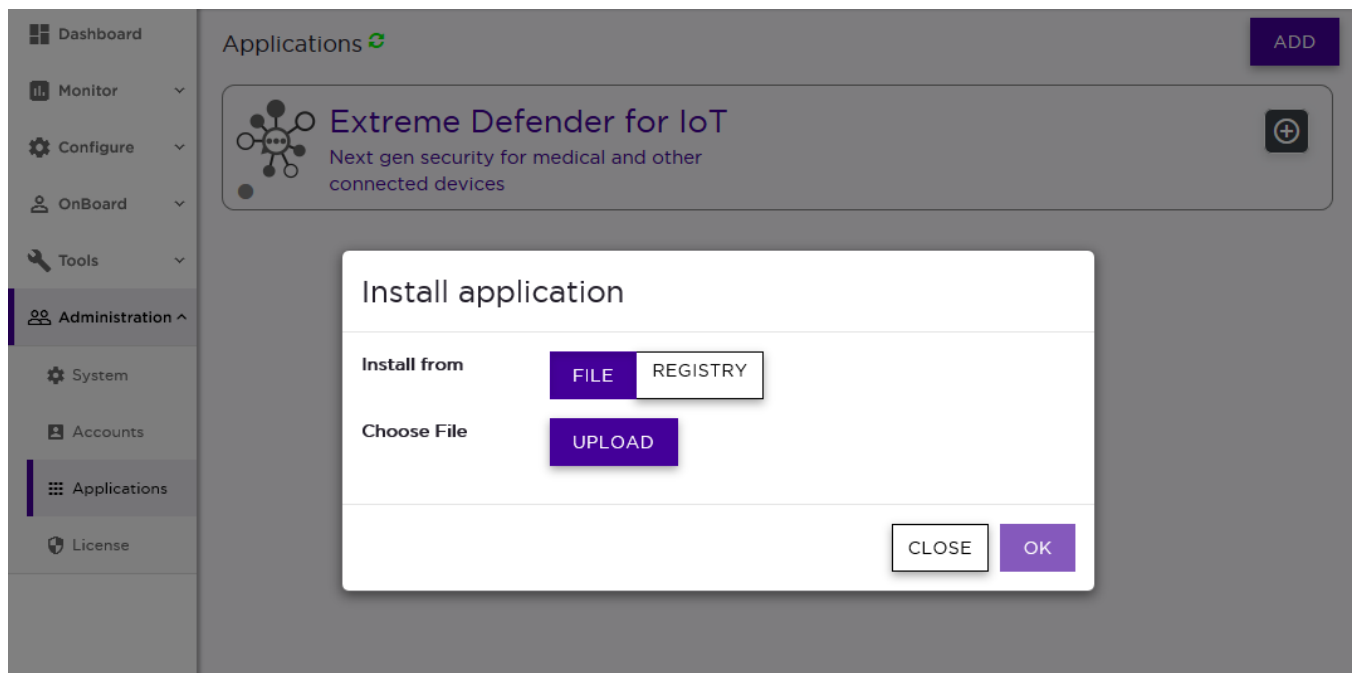 Dashboard
Monitor
Configure
OnBoard
Tools
Administration
System
Accounts
Applications
License
Applications
ADD
Extreme Defender for IoT
Next gen security for medical and other
connected devices
Install application
Install from
FILE
REGISTRY
Choose File
UPLOAD
CLOSE
OK